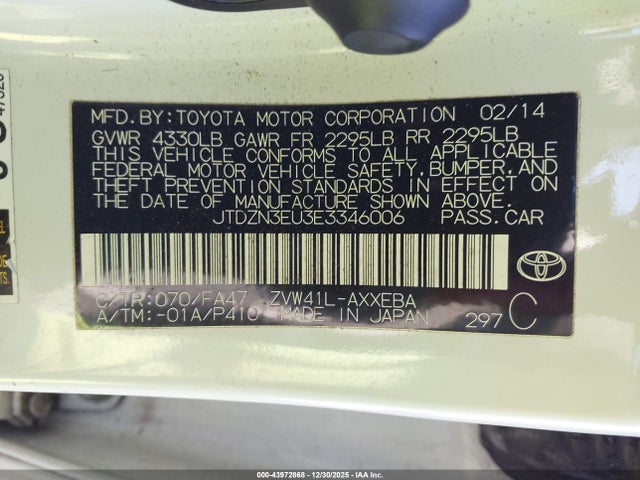 MFD.BY:TOYOTA MOTOR CORPORATION 02/14
GVWR 4330LB GAWR FR 2295LB RR 2295LB
THIS VEHICLE CONFORMS TO ALL APPLICABLE
FEDERAL MOTOR VEHICLE SAFETY,BUMPER,AND
THEFT PREVENTION STANDARDS IN EFFECT ON
THE DATE OF MANUFACTURE SHOWN ABOVE.
JTDZN3EU3E3346006 PASS.CAR
C/TR:070/FA47 ZVW41L-AXXEBA
A/TM:-01A/P410 MADE IN JAPAN 297 C
000-43972868 • 12/30/2025 • IAA Inc.